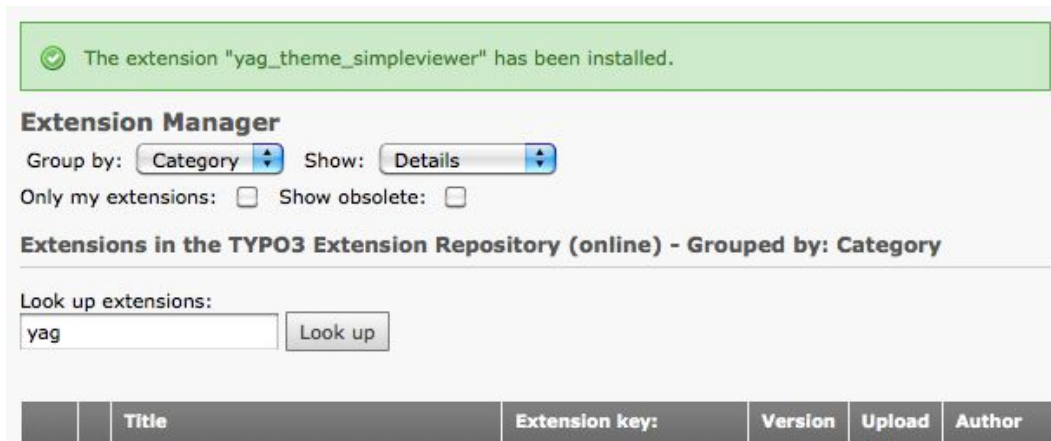 The extension "yag_theme_simpleviewer" has been installed.
Extension Manager
Group by: Category Show: Details
Only my extensions: Show obsolete:
Extensions in the TYPO3 Extension Repository (online) - Grouped by: Category
Look up extensions:
yag Look up
Title Extension key: Version Upload Author